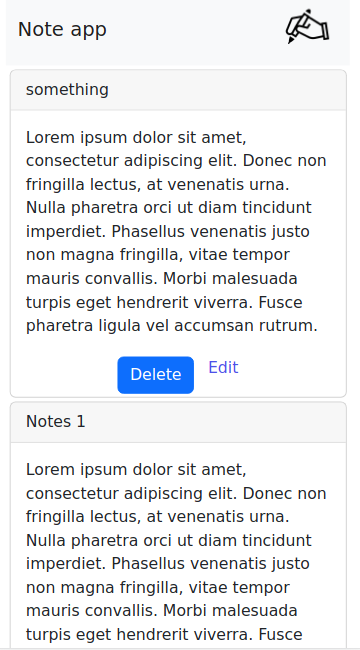 Note app
something
Lorem ipsum dolor sit amet,
consectetur adipiscing elit. Donec non
fringilla lectus, at venenatis urna.
Nulla pharetra orci ut diam tincidunt
imperdiet. Phasellus venenatis justo
non magna fringilla, vitae tempor
mauris convallis. Morbi malesuada
turpis eget hendrerit viverra. Fusce
pharetra ligula vel accumsan rutrum.
Delete Edit
Notes 1
Lorem ipsum dolor sit amet,
consectetur adipiscing elit. Donec non
fringilla lectus, at venenatis urna.
Nulla pharetra orci ut diam tincidunt
imperdiet. Phasellus venenatis justo
non magna fringilla, vitae tempor
mauris convallis. Morbi malesuada
turpis eget hendrerit viverra. Fusce